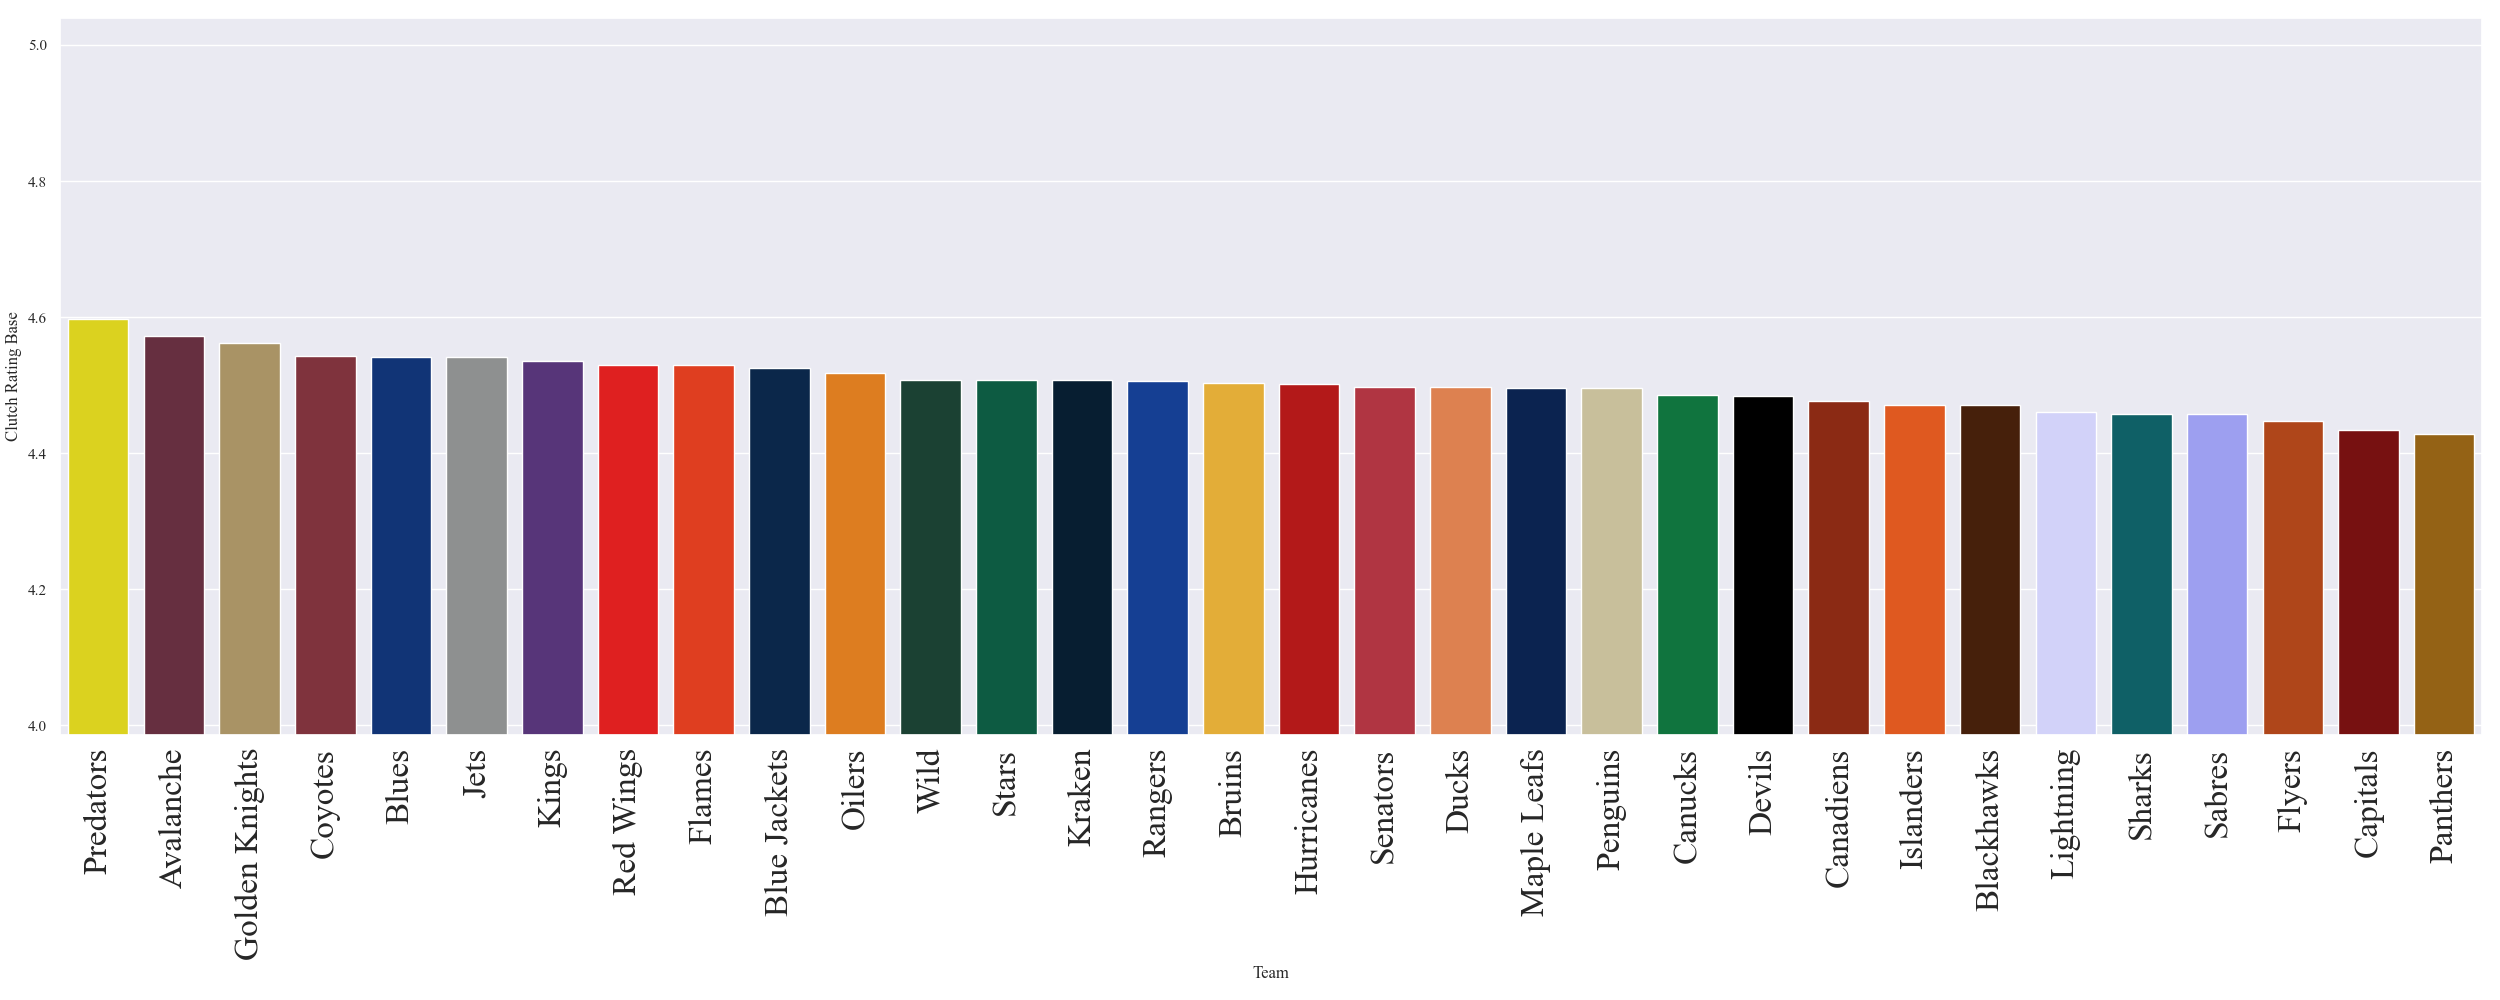 5.0
4.8
4.6
4.4
4.2
4.0
Clutch Rating Base
Predators
Avalanche
Golden Knights
Coyotes
Blues
Jets
Kings
Red Wings
Flames
Blue Jackets
Oilers
Wild
Stars
Kraken
Rangers
Bruins
Hurricanes
Senators
Ducks
Maple Leafs
Penguins
Canucks
Devils
Canadiens
Islanders
Blackhawks
Lightning
Sharks
Sabres
Flyers
Capitals
Panthers
Team